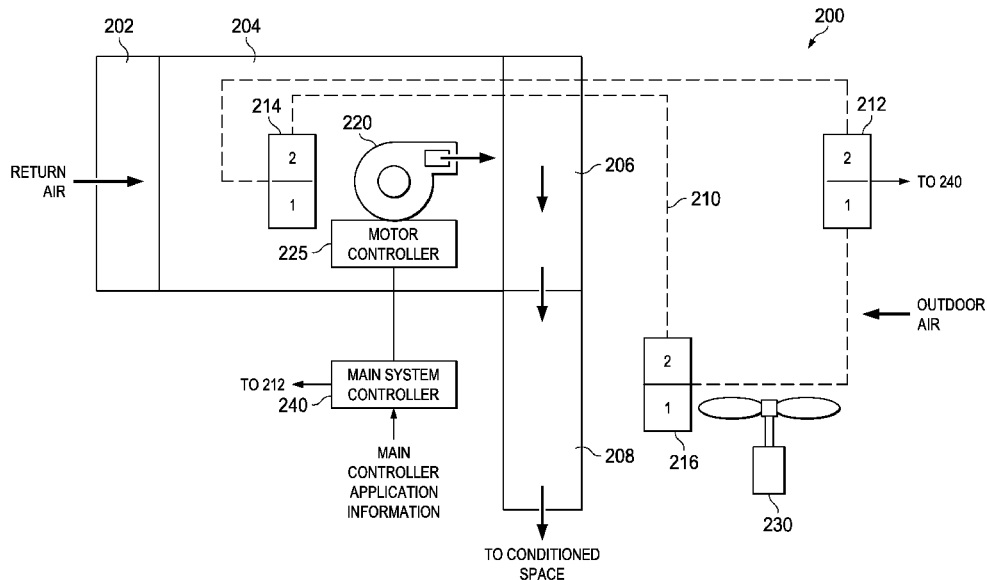 202
204
200
214
2
1
220
212
2
1
RETURN
AIR
206
210
TO 240
MOTOR
CONTROLLER
225
OUTDOOR
AIR
2
1
216
TO 212
MAIN SYSTEM
CONTROLLER
240
MAIN
CONTROLLER
APPLICATION
INFORMATION
208
230
TO CONDITIONED
SPACE